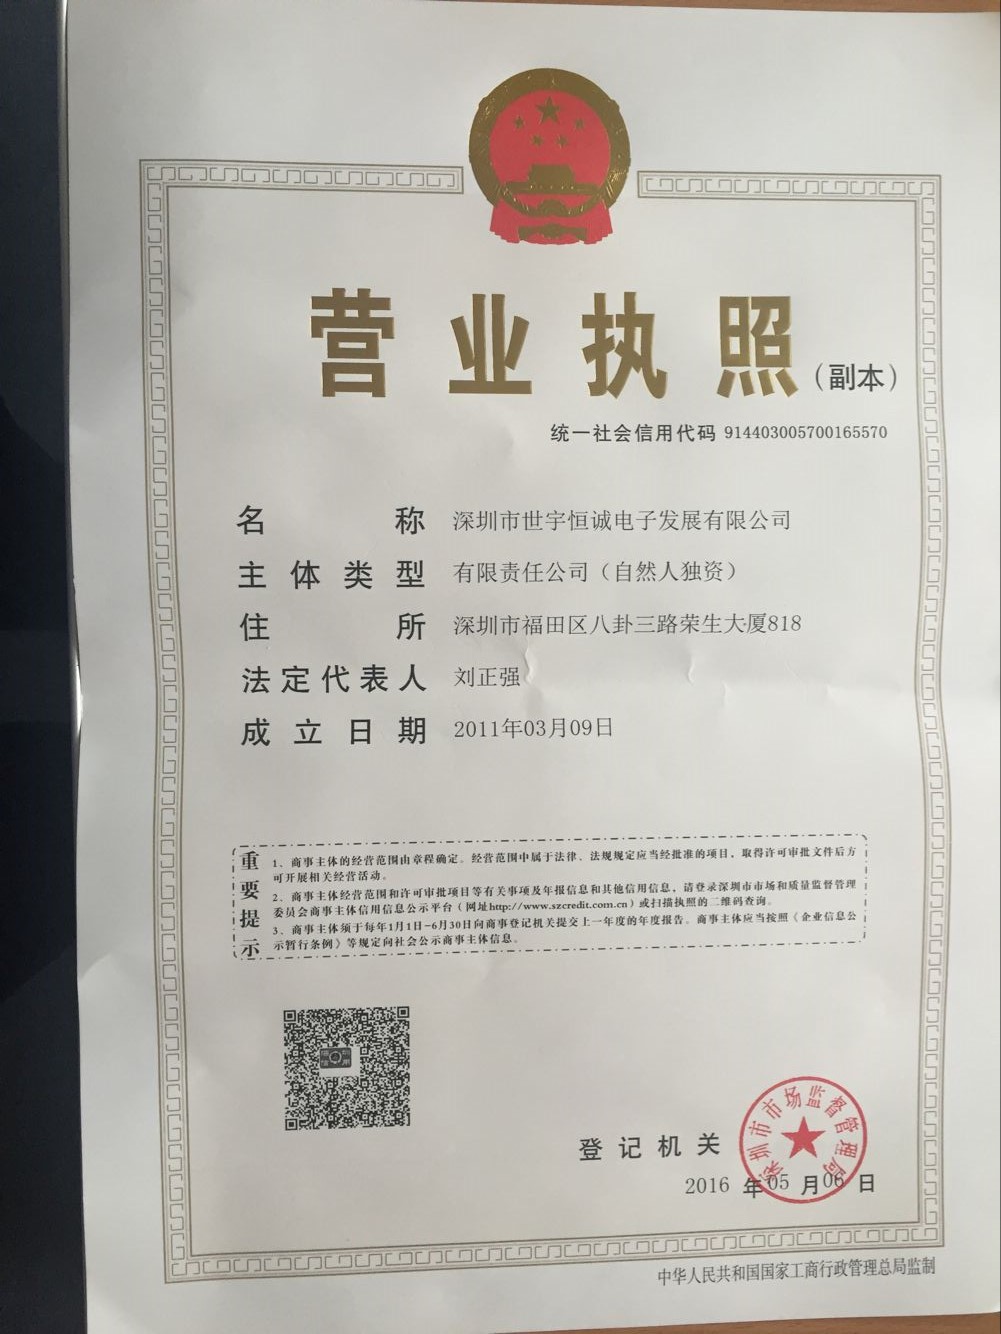 营业执照(副本)
统一社会信用代码 914403005700165570
名称 深圳市世宇恒诚电子发展有限公司
主体类型 有限责任公司（自然人独资）
住所 深圳市福田区八卦三路荣生大厦818
法定代表人 刘正强
成立日期 2011年03月09日
重要提示
1、商事主体的经营范围由章程确定。经营范围中属于法律、法规规定应当经批准的项目，取得许可审批文件后方
可开展相关经营活动。
2、商事主体经营范围和许可审批项目等有关事项及年报信息和其他信用信息，请登录深圳市市场和质量监督管理
委员会商事主体信用信息公示平台（网址http://www.szcredit.com.cn）或扫描执照的二维码查询。
3、商事主体须于每年1月1日-6月30日向商事登记机关提交上一年度的年度报告。商事主体应当按照《企业信息公
示暂行条例》等规定向社会公示商事主体信息。
登记机关
深圳市市场监督管理局
2016 年05 月06 日
中华人民共和国国家工商行政管理总局监制